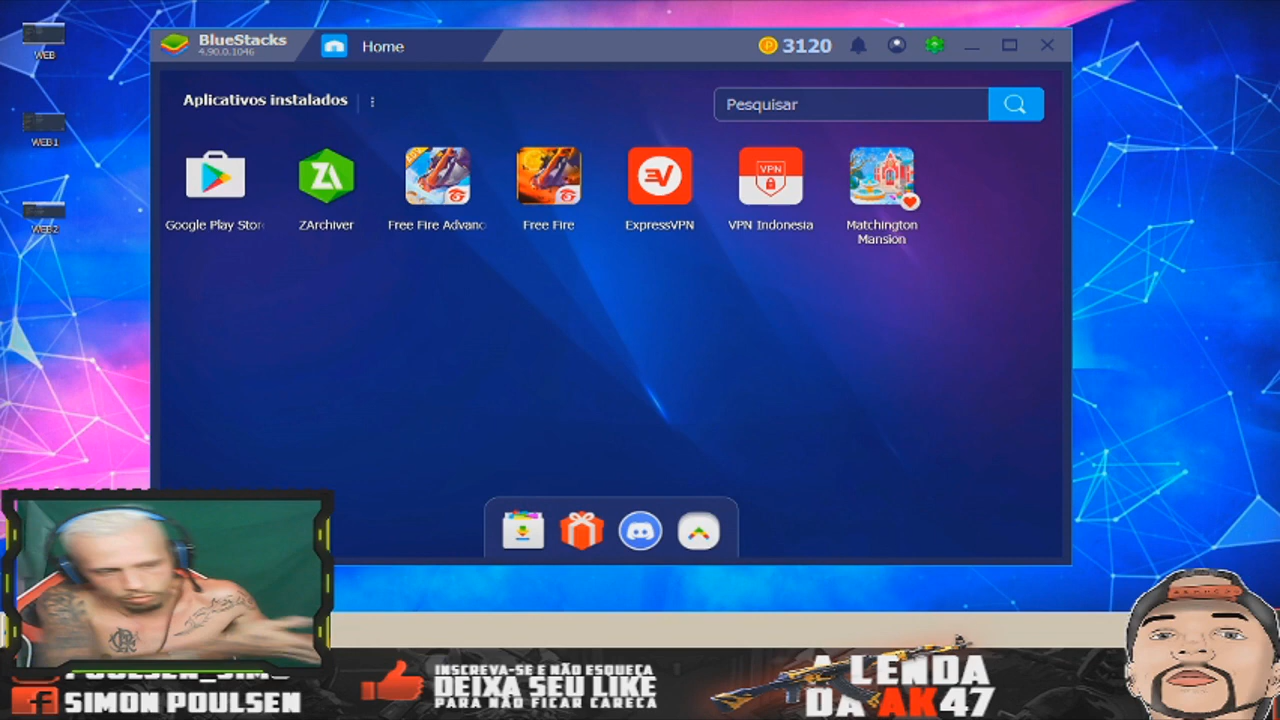 WEB
WEB1
WEB2
BlueStacks
4.90.0.1046
Home
3120
Aplicativos instalados
Pesquisar
Google Play Stor
ZArchiver
Free Fire Advanc
Free Fire
ExpressVPN
VPN
VPN Indonesia
Matchington
Mansion
POULSEN_SIM
SIMON POULSEN
INSCREVA-SE E NÃO ESQUEÇA
DEIXA SEU LIKE
PARA NÃO FICAR CARECA
A LENDA
DA AK47